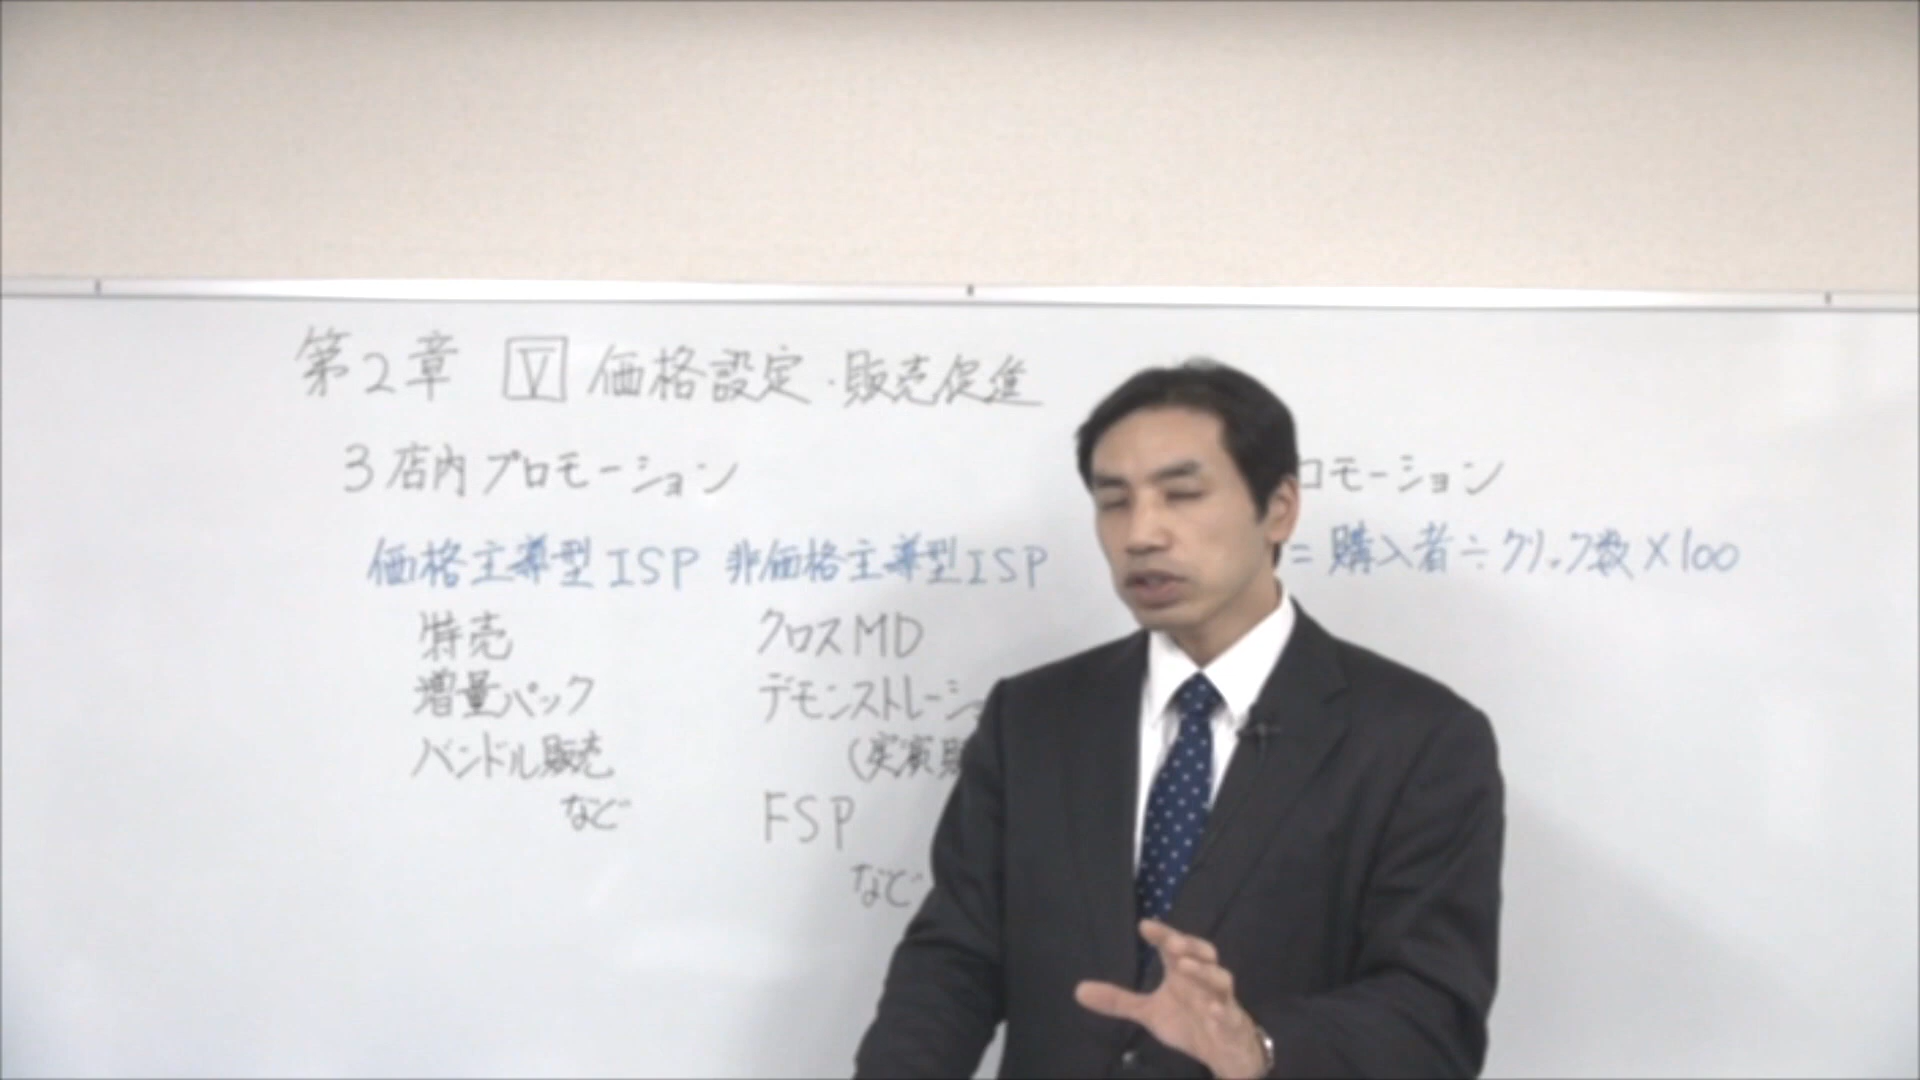 第2章 Ⅴ 価格設定・販売促進
3 店内プロモーション
価格主導型ISP 非価格主導型ISP
特売 クロスMD
増量パック デモンストレーショ
バンドル販売 (実演販
など FSP
など
ロモーション
=購入者÷クリック数×100